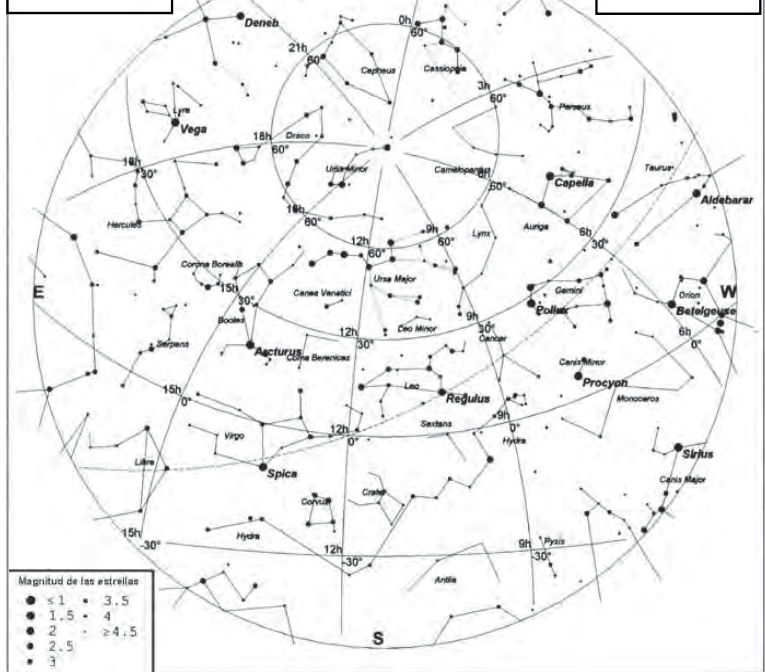 Deneb
0h
60°
21h
60°
Cepheus
Cassiopeia
3h
60°
Perseus
Lyra
Vega
18h
60°
Draco
Taurus
Ursa Minor
Camelopardus
6h
60°
Capella
Aldebaran
18h
30°
Hercules
15h
60°
12h
60°
9h
60°
Lynx
Auriga
6h
30°
Corona Borealis
15h
30°
Canes Venatici
Ursa Major
Gemini
Orion
E
W
Bootes
Leo Minor
9h
30°
Pollux
Betelgeuse
6h
0°
Serpens
Arcturus
Coma Berenices
12h
30°
Cancer
Canis Minor
Procyon
15h
0°
Leo
Regulus
Monoceros
Virgo
12h
0°
Sextans
9h
0°
Hydra
Libra
Spica
Sirius
Canis Major
Corvus
Crater
15h
-30°
Hydra
12h
-30°
9h
-30°
Pyxis
Antlia
S
Magnitud de las estrellas
≤1 3.5
1.5 4
2 ≥4.5
2.5
3